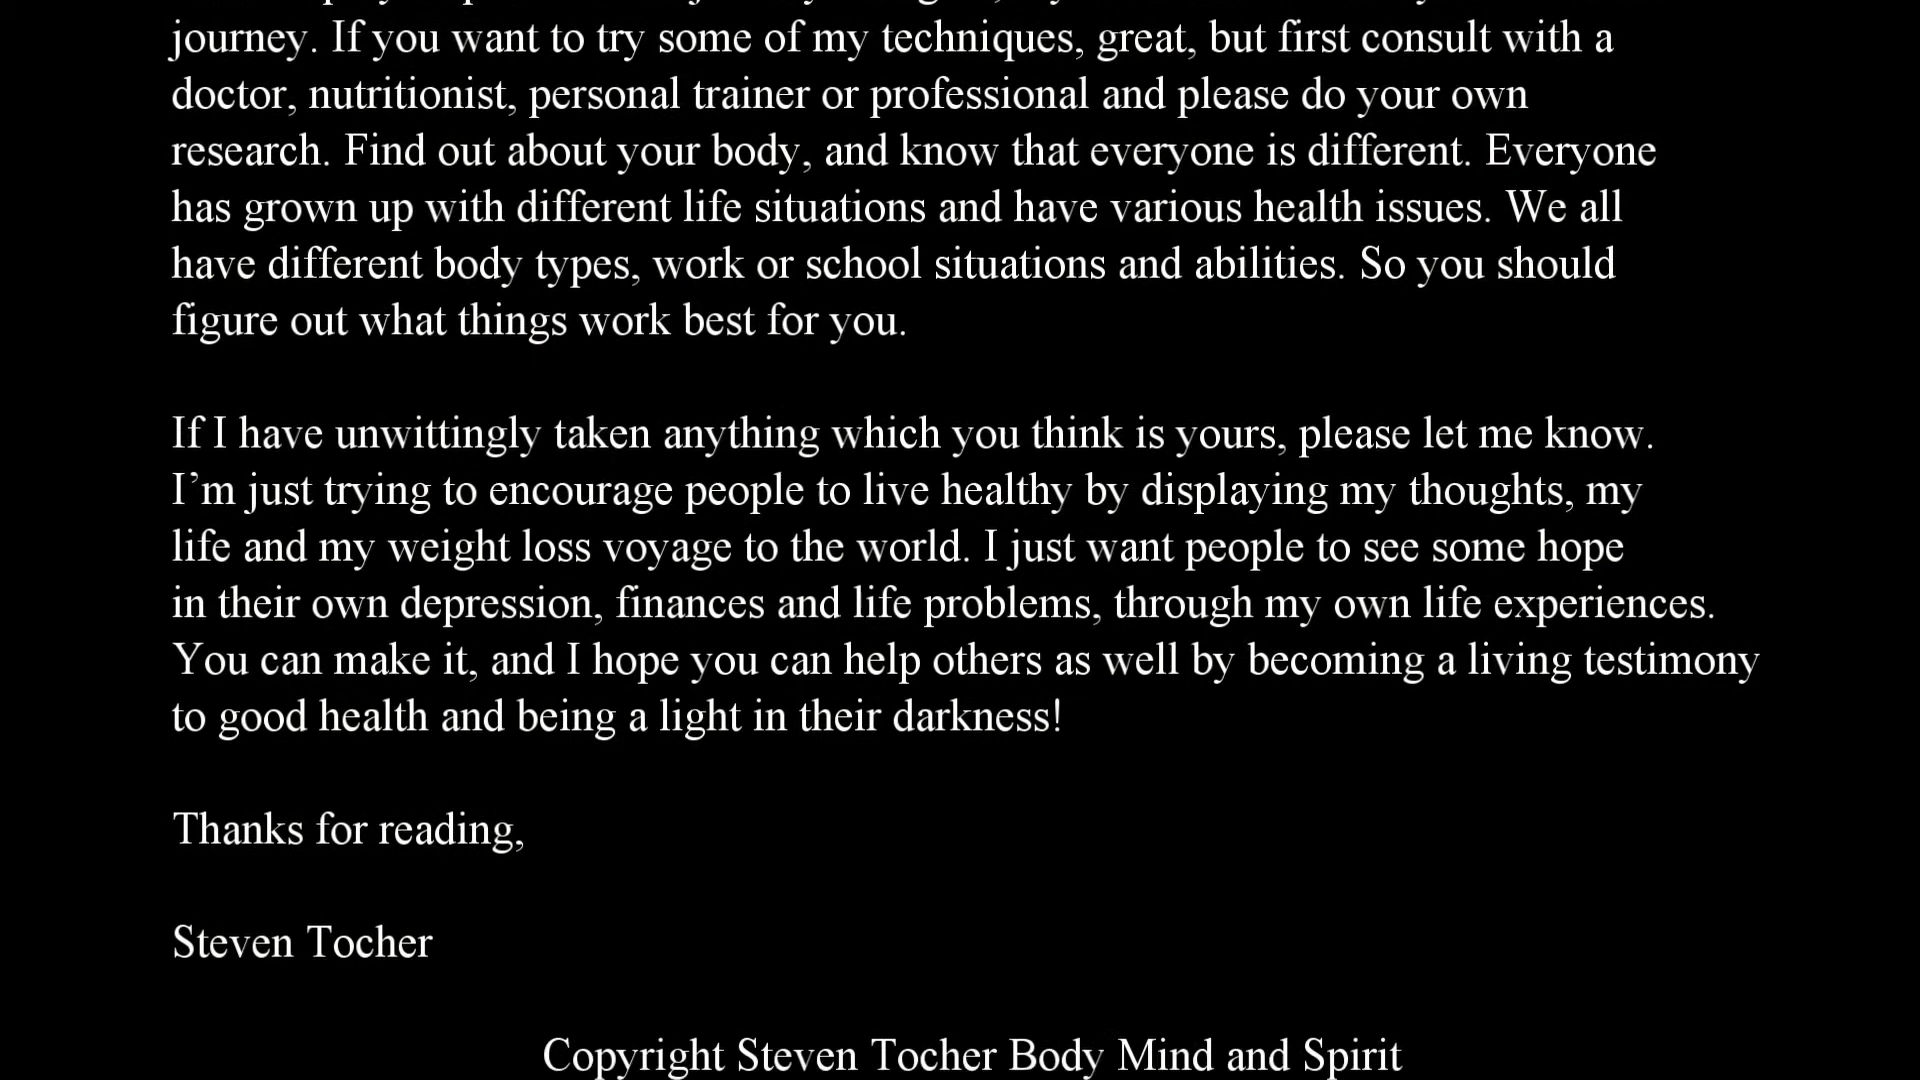 journey. If you want to try some of my techniques, great, but first consult with a
doctor, nutritionist, personal trainer or professional and please do your own
research. Find out about your body, and know that everyone is different. Everyone
has grown up with different life situations and have various health issues. We all
have different body types, work or school situations and abilities. So you should
figure out what things work best for you.
If I have unwittingly taken anything which you think is yours, please let me know.
I’m just trying to encourage people to live healthy by displaying my thoughts, my
life and my weight loss voyage to the world. I just want people to see some hope
in their own depression, finances and life problems, through my own life experiences.
You can make it, and I hope you can help others as well by becoming a living testimony
to good health and being a light in their darkness!
Thanks for reading,
Steven Tocher
Copyright Steven Tocher Body Mind and Spirit